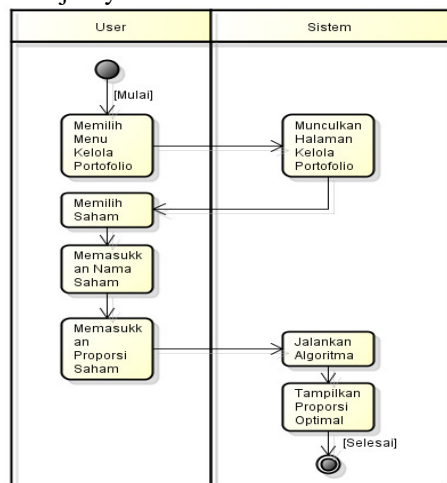 User
Sistem
[Mulai]
Memilih
Menu
Kelola
Portofolio
Munculkan
Halaman
Kelola
Portofolio
Memilih
Saham
Memasukk
an Nama
Saham
Memasukk
an
Proporsi
Saham
Jalankan
Algoritma
Tampilkan
Proporsi
Optimal
[Selesai]